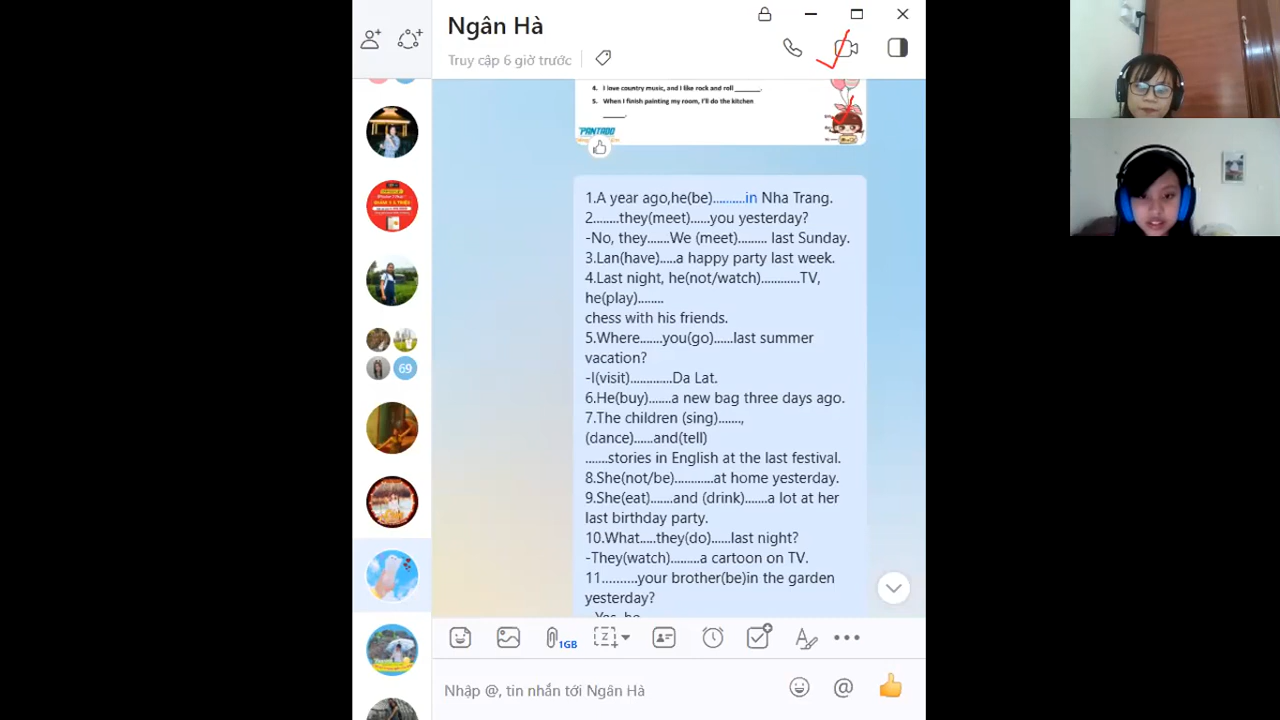 Ngân Hà
Truy cập 6 giờ trước
4. I love country music, and I like rock and roll ______.
5. When I finish painting my room, I'll do the kitchen
_____.
PANTADO
1.A year ago,he(be)..........in Nha Trang.
2........they(meet)......you yesterday?
-No, they.......We (meet)......... last Sunday.
3.Lan(have).....a happy party last week.
4.Last night, he(not/watch)............TV,
he(play)........
chess with his friends.
5.Where.......you(go)......last summer
vacation?
-I(visit).............Da Lat.
6.He(buy).......a new bag three days ago.
7.The children (sing).......,
(dance)......and(tell)
.......stories in English at the last festival.
8.She(not/be)............at home yesterday.
9.She(eat).......and (drink).......a lot at her
last birthday party.
10.What.....they(do)......last night?
-They(watch).........a cartoon on TV.
11..........your brother(be)in the garden
yesterday?
69
1GB
Nhập @, tin nhắn tới Ngân Hà